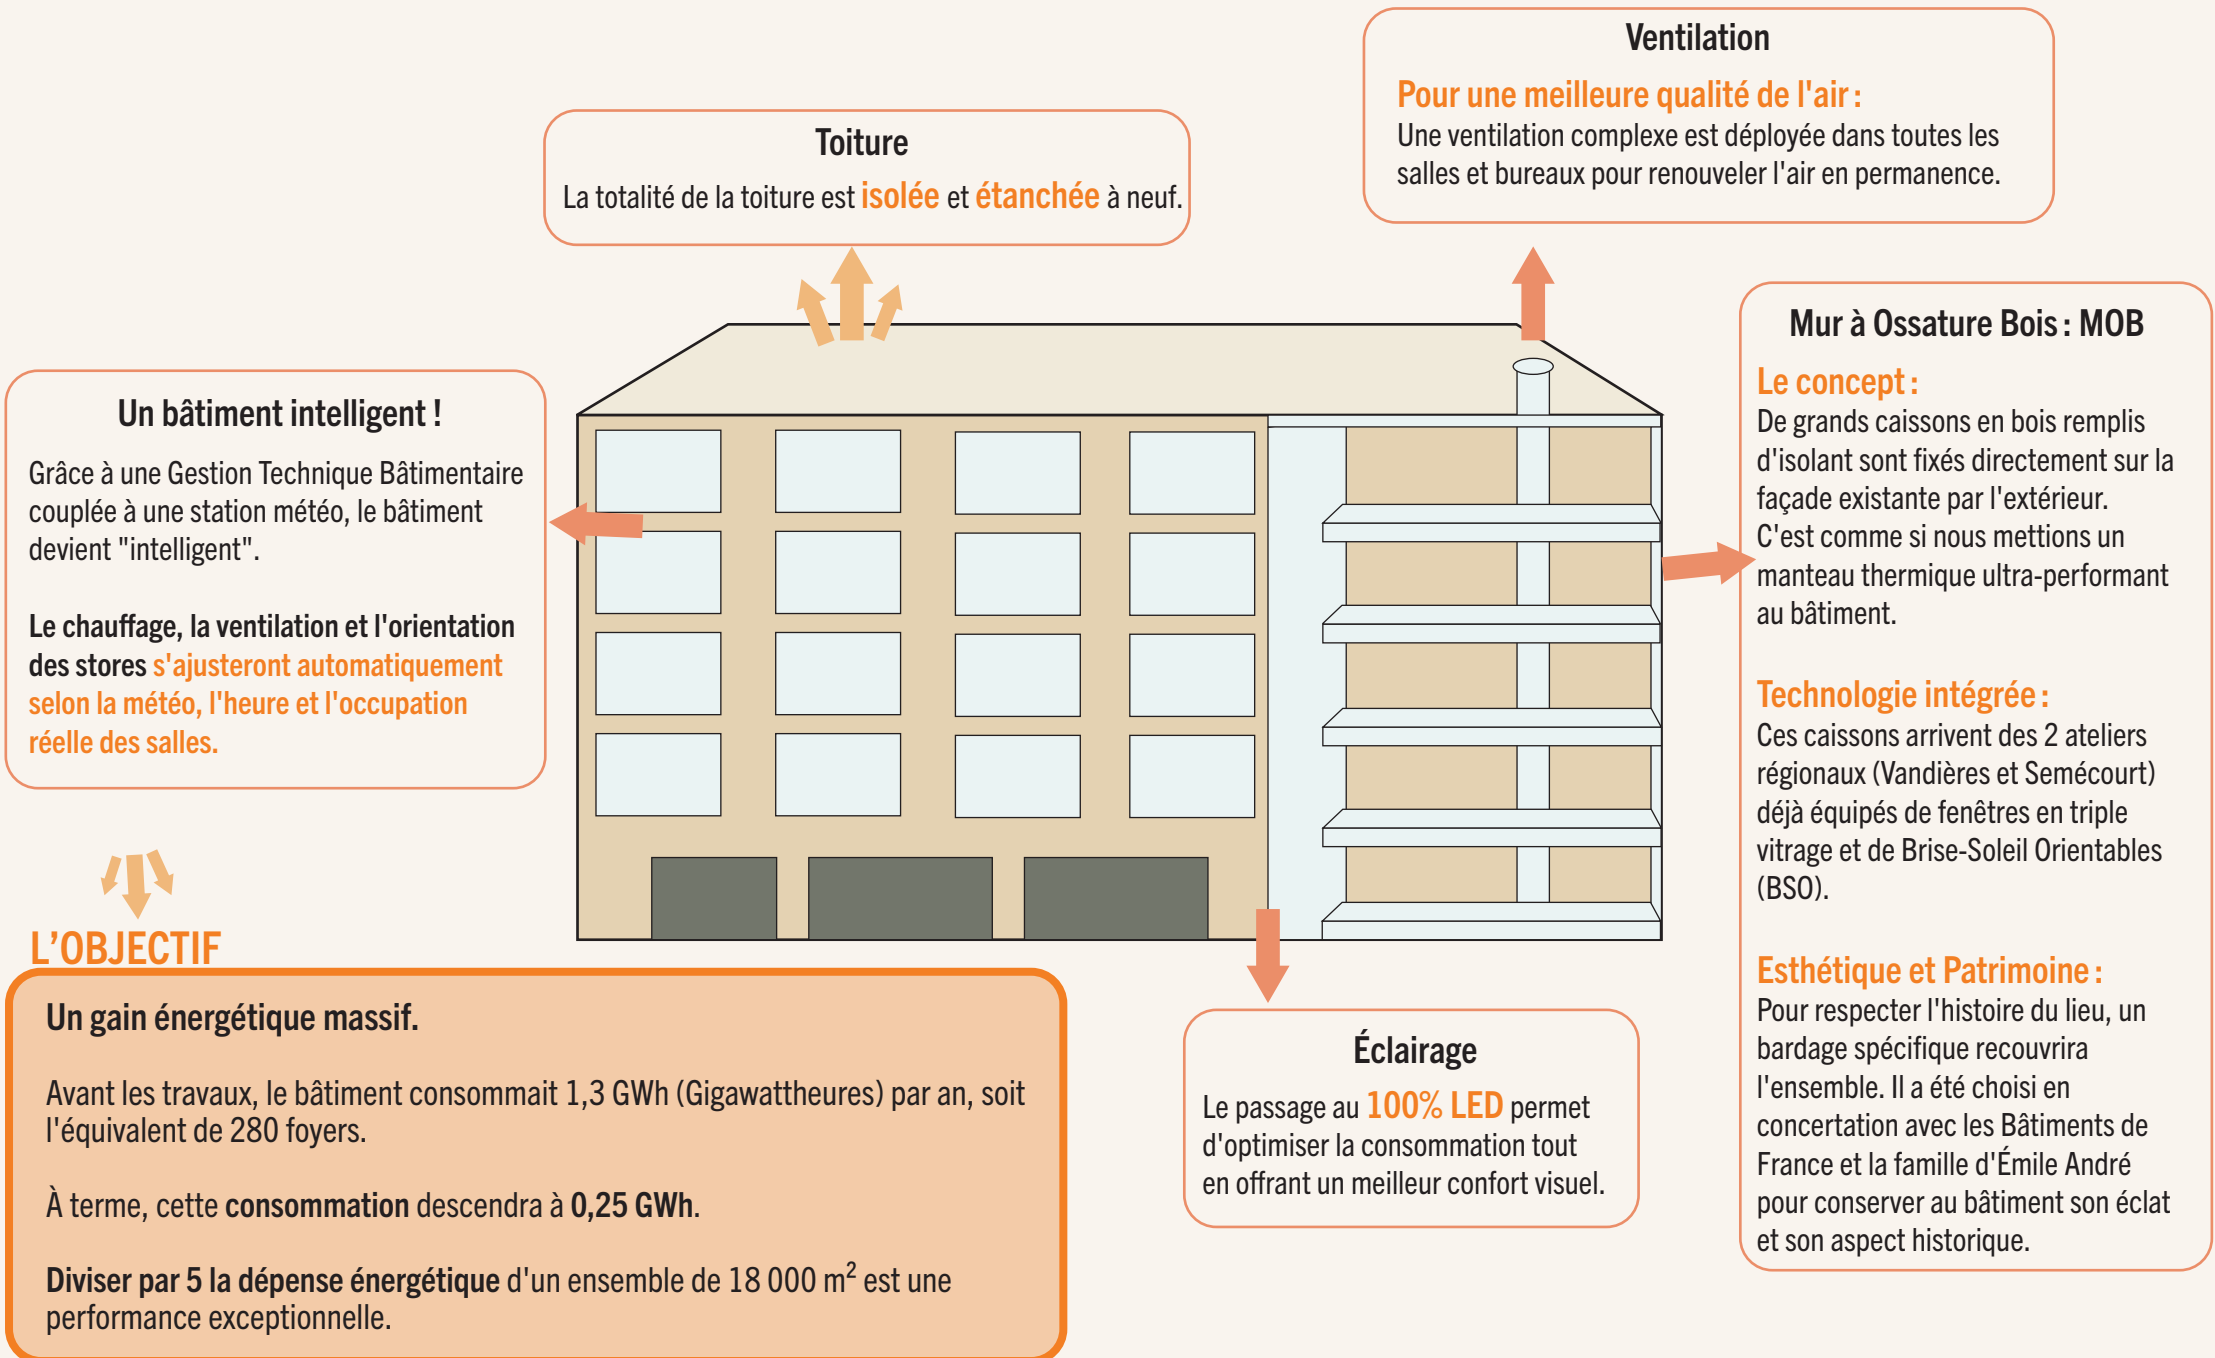 Ventilation
Pour une meilleure qualité de l'air :
Une ventilation complexe est déployée dans toutes les
salles et bureaux pour renouveler l'air en permanence.
Toiture
La totalité de la toiture est isolée et étanchée à neuf.
Un bâtiment intelligent !
Grâce à une Gestion Technique Bâtimentaire
couplée à une station météo, le bâtiment
devient "intelligent".
Le chauffage, la ventilation et l'orientation
des stores s'ajusteront automatiquement
selon la météo, l'heure et l'occupation
réelle des salles.
Mur à Ossature Bois : MOB
Le concept :
De grands caissons en bois remplis
d'isolant sont fixés directement sur la
façade existante par l'extérieur.
C'est comme si nous mettions un
manteau thermique ultra-performant
au bâtiment.
Technologie intégrée :
Ces caissons arrivent des 2 ateliers
régionaux (Vandières et Semécourt)
déjà équipés de fenêtres en triple
vitrage et de Brise-Soleil Orientables
(BSO).
Esthétique et Patrimoine :
Pour respecter l'histoire du lieu, un
bardage spécifique recouvrira
l'ensemble. Il a été choisi en
concertation avec les Bâtiments de
France et la famille d'Émile André
pour conserver au bâtiment son éclat
et son aspect historique.
L'OBJECTIF
Un gain énergétique massif.
Avant les travaux, le bâtiment consommait 1,3 GWh (Gigawattheures) par an, soit
l'équivalent de 280 foyers.
À terme, cette consommation descendra à 0,25 GWh.
Diviser par 5 la dépense énergétique d'un ensemble de 18 000 m² est une
performance exceptionnelle.
Éclairage
Le passage au 100% LED permet
d'optimiser la consommation tout
en offrant un meilleur confort visuel.